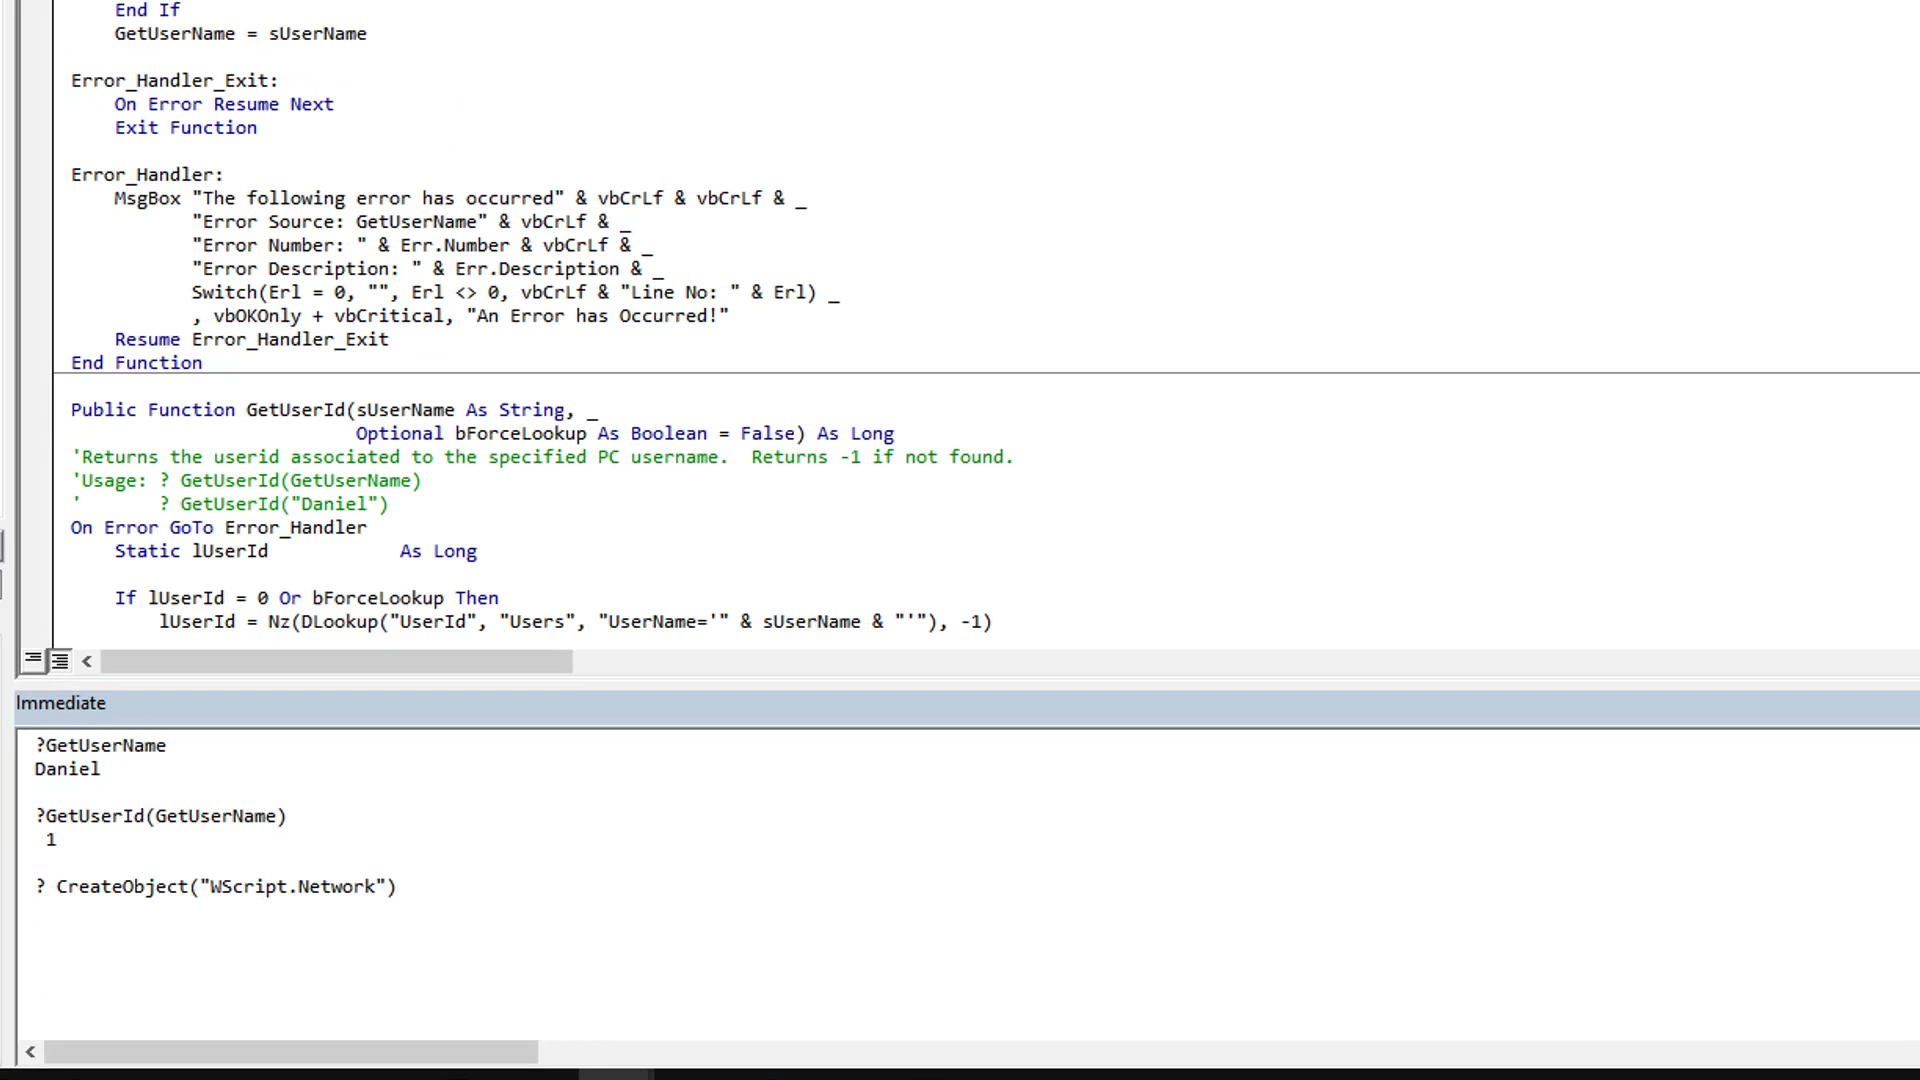 End If
    GetUserName = sUserName

Error_Handler_Exit:
    On Error Resume Next
    Exit Function

Error_Handler:
    MsgBox "The following error has occurred" & vbCrLf & vbCrLf & _
           "Error Source: GetUserName" & vbCrLf & _
           "Error Number: " & Err.Number & vbCrLf & _
           "Error Description: " & Err.Description & _
           Switch(Erl = 0, "", Erl <> 0, vbCrLf & "Line No: " & Erl) _
           , vbOKOnly + vbCritical, "An Error has Occurred!"
    Resume Error_Handler_Exit
End Function

Public Function GetUserId(sUserName As String, _
                          Optional bForceLookup As Boolean = False) As Long
'Returns the userid associated to the specified PC username.  Returns -1 if not found.
'Usage: ? GetUserId(GetUserName)
'       ? GetUserId("Daniel")
On Error GoTo Error_Handler
    Static lUserId            As Long

    If lUserId = 0 Or bForceLookup Then
        lUserId = Nz(DLookup("UserId", "Users", "UserName='" & sUserName & "'"), -1)
Immediate
?GetUserName
Daniel

?GetUserId(GetUserName)
 1

? CreateObject("WScript.Network")